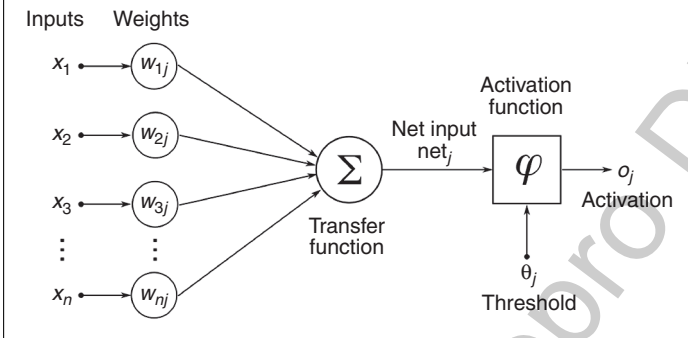 Inputs Weights
x1 w1j
x2 w2j
x3 w3j
⋮ ⋮
xn wnj
Σ
Transfer
function
Net input
netj
Activation
function
φ
oj
Activation
θj
Threshold